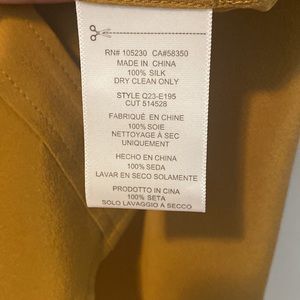 RN# 105230 CA#58350
MADE IN CHINA
100% SILK
DRY CLEAN ONLY
STYLE Q23-E195
CUT 514528
FABRIQUÉ EN CHINE
100% SOIE
NETTOYAGE À SEC
UNIQUEMENT
HECHO EN CHINA
100% SEDA
LAVAR EN SECO SOLAMENTE
PRODOTTO IN CINA
100% SETA
SOLO LAVAGGIO A SECCO